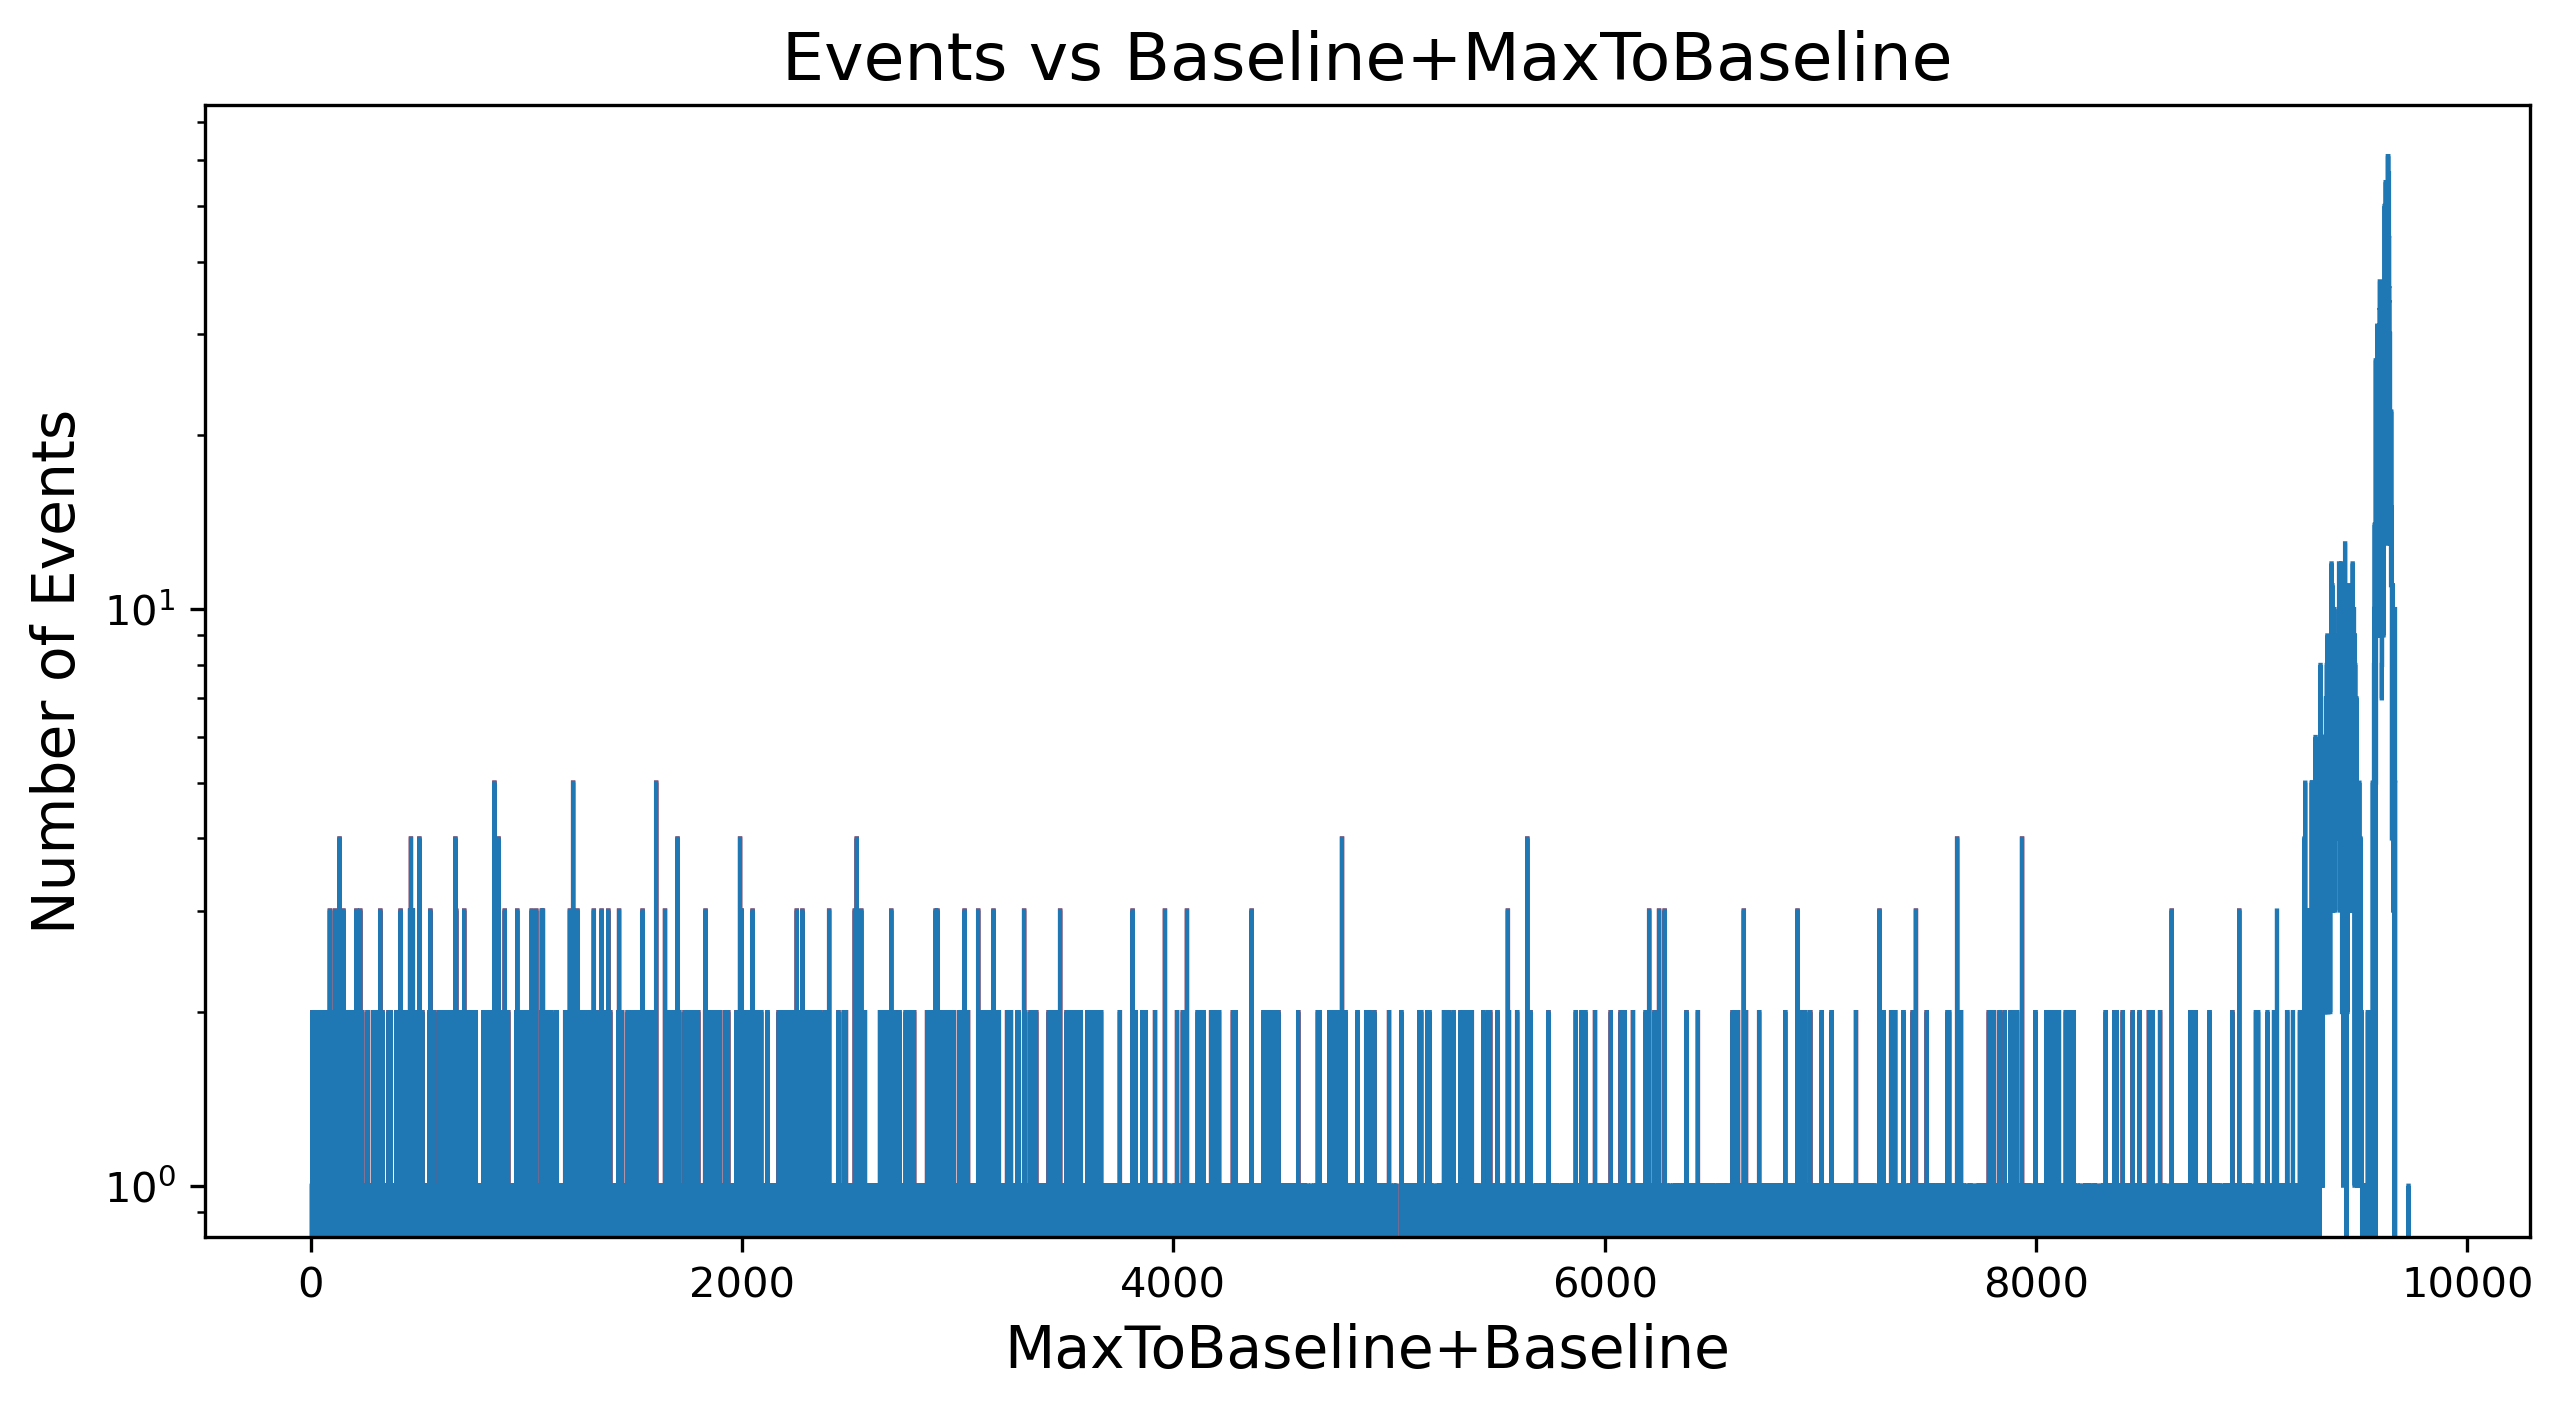 Events vs Baseline+MaxToBaseline
Number of Events
10¹
10⁰
0 2000 4000 6000 8000 10000
MaxToBaseline+Baseline